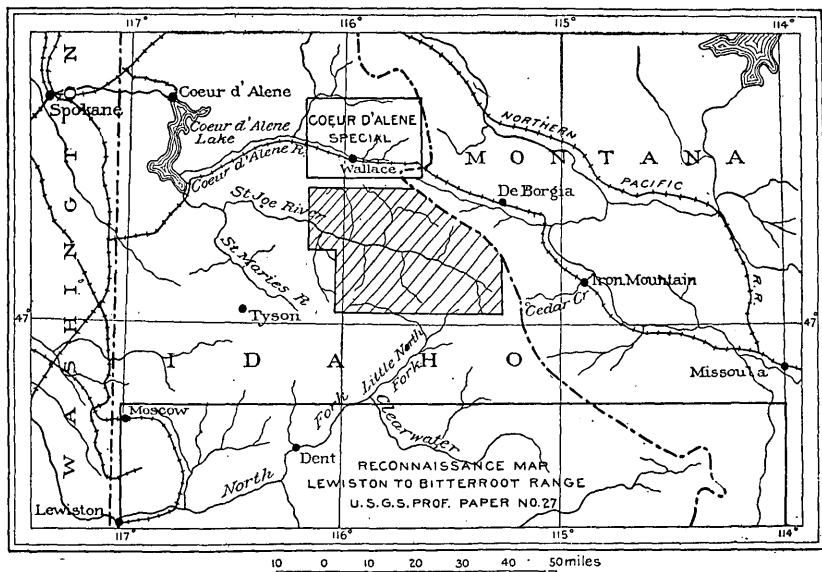 117°
116°
115°
114°
WASHINGTON
Spokane
Coeur d'Alene
Coeur d'Alene
Lake
Coeur d'Alene R.
COEUR D'ALENE
SPECIAL
Wallace
NORTHERN
PACIFIC
R.R.
MONTANA
De Borgia
St. Joe River
St. Maries R
Iron Mountain
Cedar Cr
47°
47°
Tyson
IDAHO
Missoula
Little North
Fork
Moscow
Clearwater
North Fork
Dent
RECONNAISSANCE MAP
LEWISTON TO BITTERROOT RANGE
U.S.G.S. PROF. PAPER NO. 27
Lewiston
117°
116°
115°
114°
10 0 10 20 30 40 50 miles